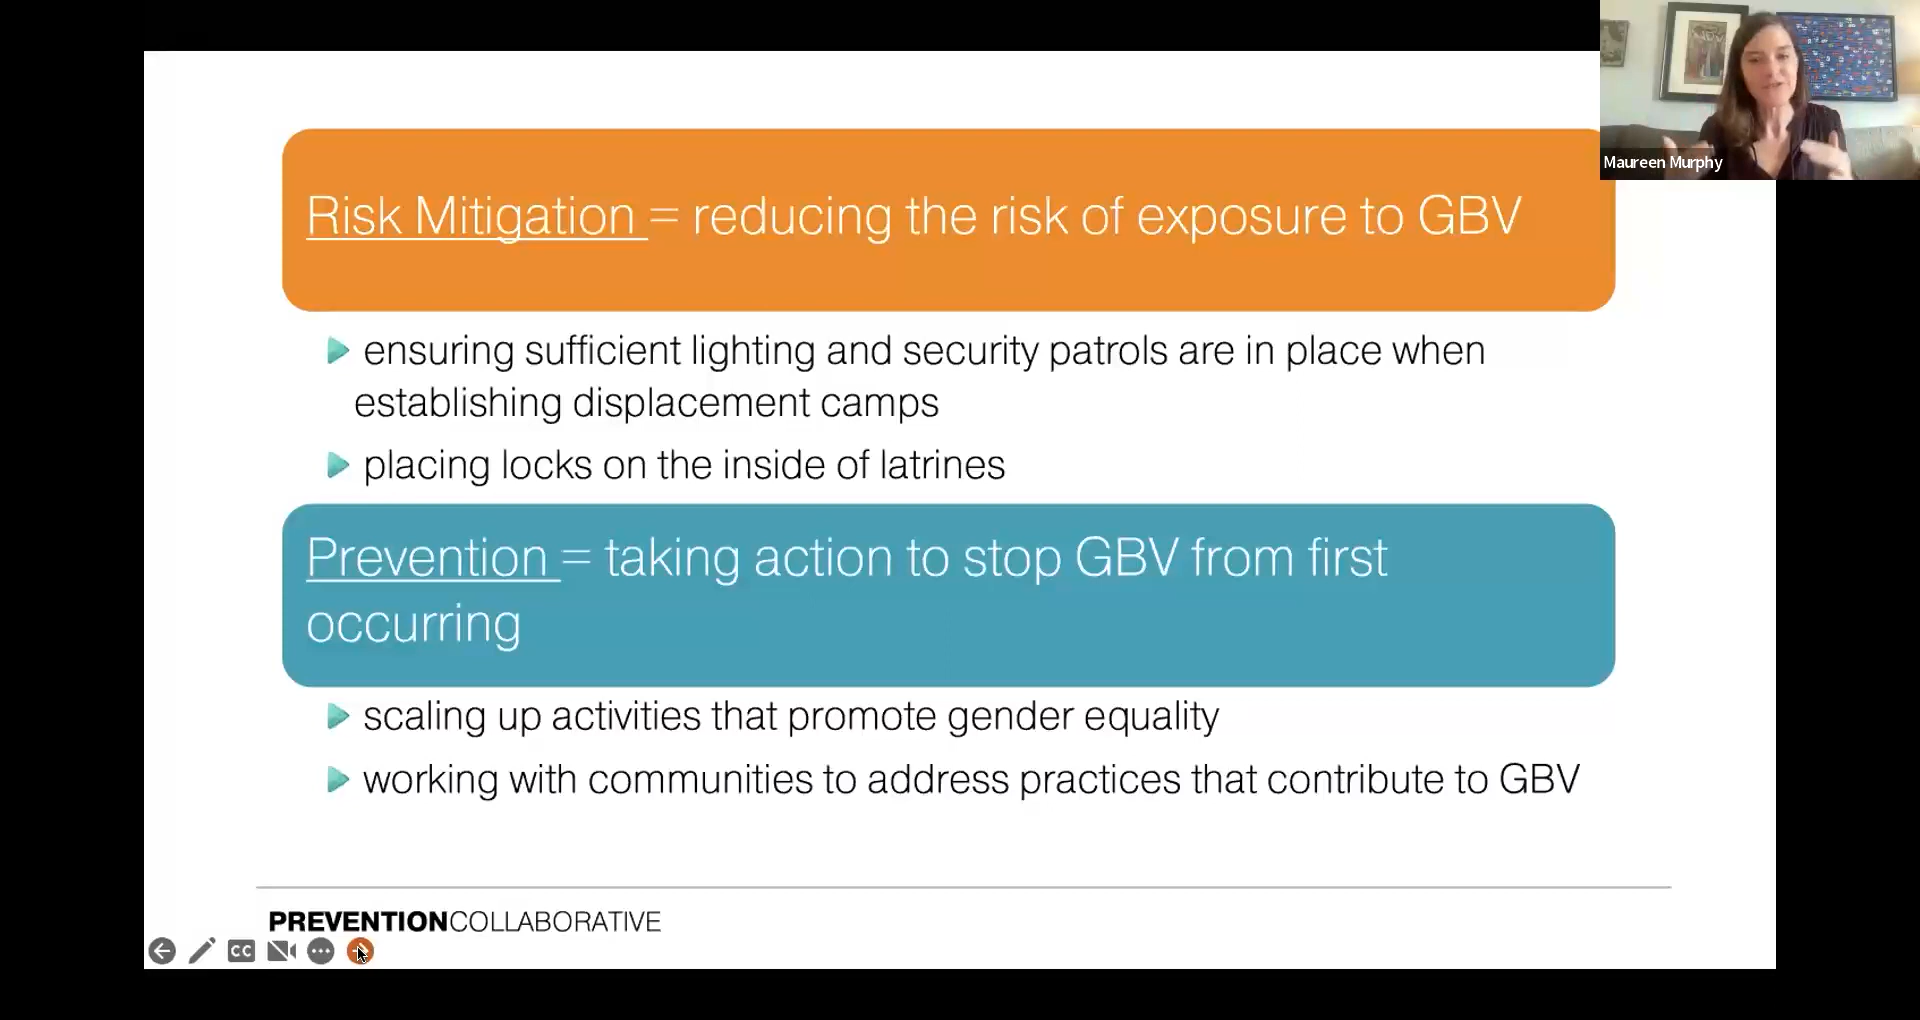 Maureen Murphy
Risk Mitigation = reducing the risk of exposure to GBV
ensuring sufficient lighting and security patrols are in place when
establishing displacement camps
placing locks on the inside of latrines
Prevention = taking action to stop GBV from first
occurring
scaling up activities that promote gender equality
working with communities to address practices that contribute to GBV
PREVENTIONCOLLABORATIVE
CC